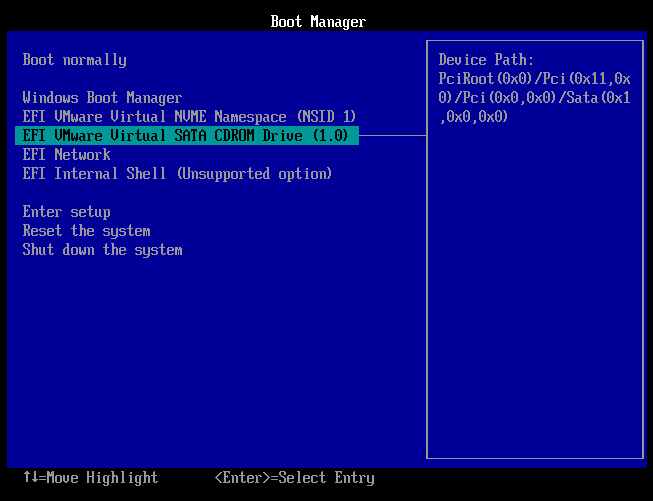 Boot Manager
Boot normally
Windows Boot Manager
EFI VMware Virtual NVME Namespace (NSID 1)
EFI VMware Virtual SATA CDROM Drive (1.0)
EFI Network
EFI Internal Shell (Unsupported option)
Enter setup
Reset the system
Shut down the system
Device Path:
PciRoot(0x0)/Pci(0x11,0x
0)/Pci(0x0,0x0)/Sata(0x1
,0x0,0x0)
↑↓=Move Highlight <Enter>=Select Entry